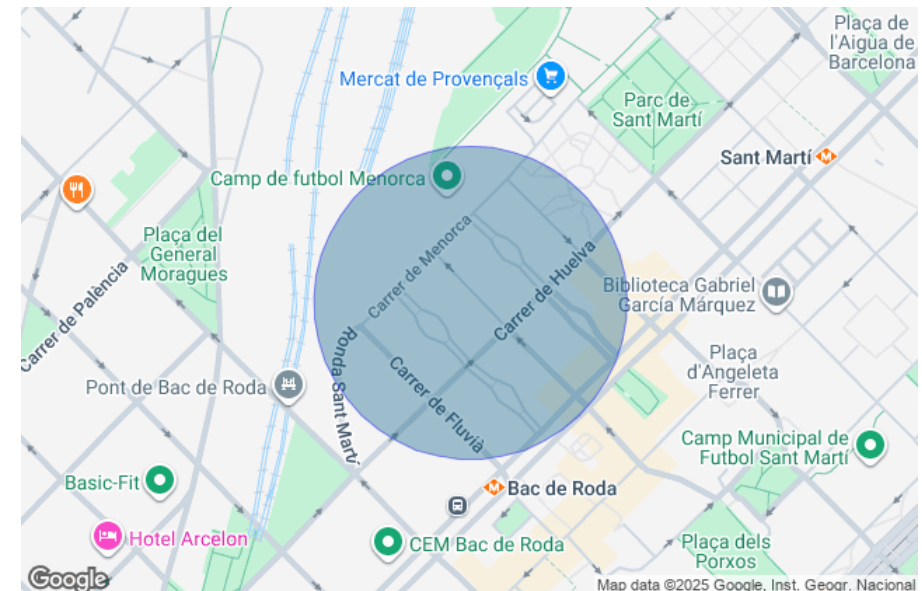 Plaça de
l'Aigua de
Barcelona
Mercat de Provençals
Parc de
Sant Martí
Sant Martí
Camp de futbol Menorca
Plaça del
General
Moragues
Carrer de Menorca
Carrer de Huelva
Biblioteca Gabriel
García Márquez
Carrer de Palència
Ronda Sant Martí
Plaça
d'Angeleta
Ferrer
Pont de Bac de Roda
Carrer de Fluvià
Camp Municipal de
Futbol Sant Martí
Basic-Fit
Bac de Roda
Hotel Arcelon
CEM Bac de Roda
Plaça dels
Porxos
Google
Map data ©2025 Google, Inst. Geogr. Nacional